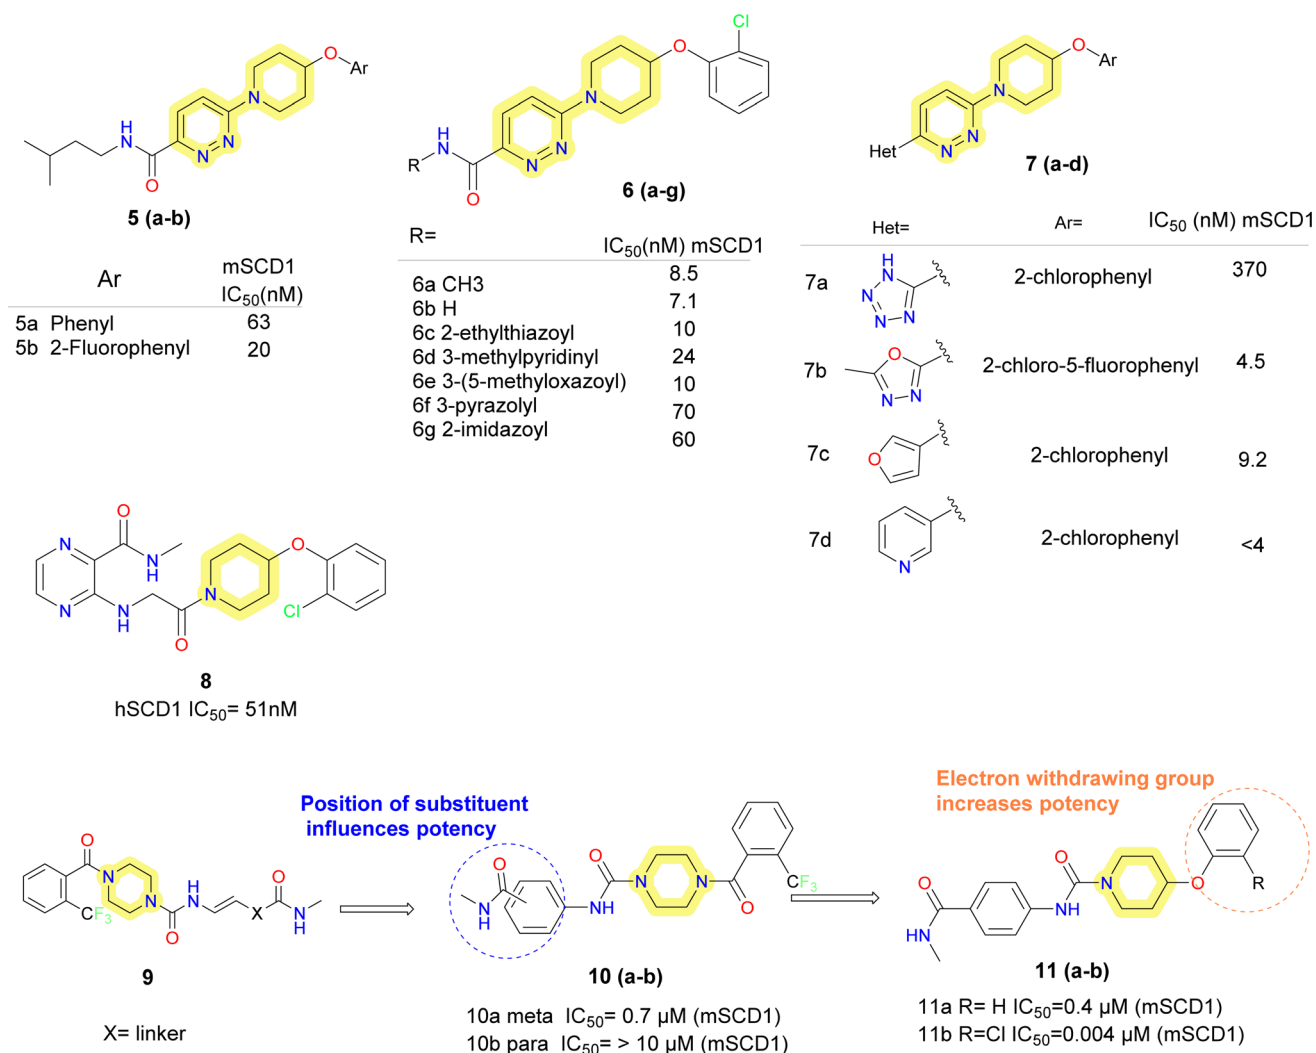 O
Ar
N
H
N
N
N
O
5 (a-b)
Ar
mSCD1
IC50(nM)
5a Phenyl 63
5b 2-Fluorophenyl 20
Cl
O
N
H
N
R
N
N
O
6 (a-g)
R=
IC50(nM) mSCD1
6a CH3 8.5
6b H 7.1
6c 2-ethylthiazoyl 10
6d 3-methylpyridinyl 24
6e 3-(5-methyloxazoyl) 10
6f 3-pyrazolyl 70
6g 2-imidazoyl 60
O
Ar
N
N
N
Het
7 (a-d)
Het= Ar= IC50 (nM) mSCD1
7a 2-chlorophenyl 370
H
N
N
N
N
7b 2-chloro-5-fluorophenyl 4.5
O
N
N
7c 2-chlorophenyl 9.2
O
7d 2-chlorophenyl <4
N
O
N
N
H
N
N
H
O
N
O
Cl
8
hSCD1 IC50= 51nM
O
N
CF3
N
O
H
N
X
O
N
H
9
X= linker
Position of substituent
influences potency
O
N
H
O
NH
N
N
O
CF3
10 (a-b)
10a meta IC50= 0.7 µM (mSCD1)
10b para IC50= > 10 µM (mSCD1)
Electron withdrawing group
increases potency
O
NH
O
NH
N
O
R
11 (a-b)
11a R= H IC50=0.4 µM (mSCD1)
11b R=Cl IC50=0.004 µM (mSCD1)